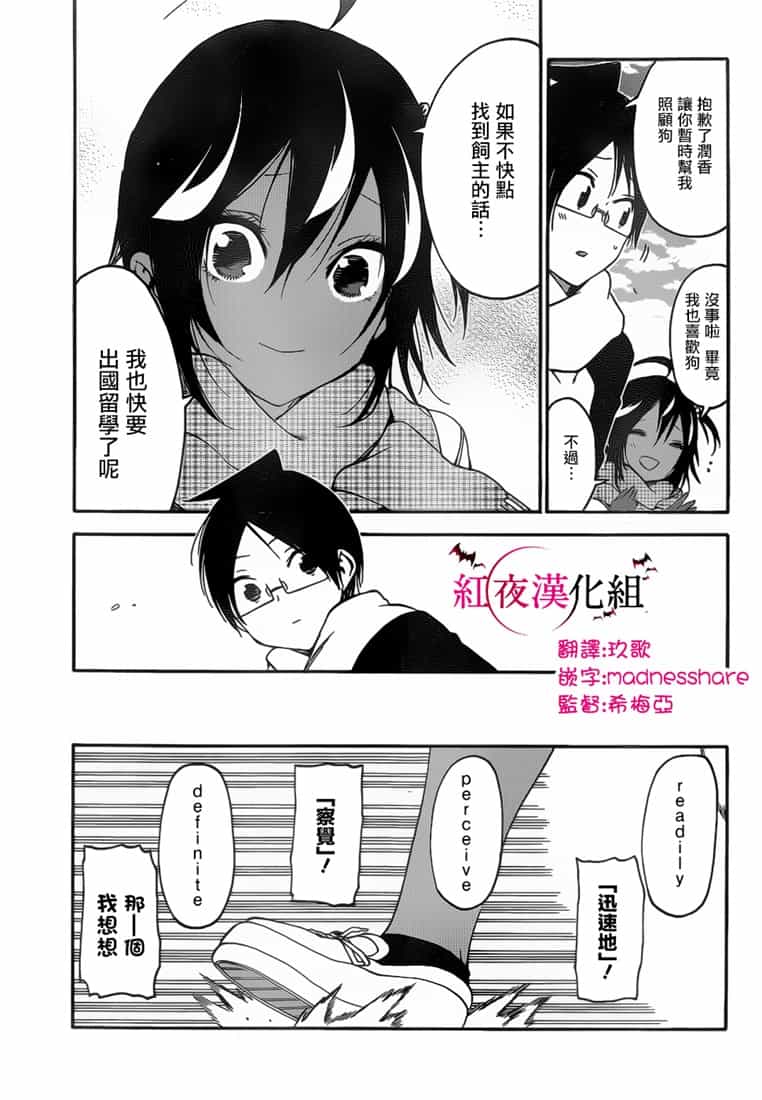 抱歉了潤香
讓你暫時幫我
照顧狗
沒事啦 畢竟
我也喜歡狗
不過…
如果不快點
找到飼主的話…
我也快要
出國留學了呢
紅夜漢化組
翻譯:玖歌
嵌字:madnesshare
監督:希梅亞
readily
「迅速地」!
perceive
「察覺」!
definite
那一個
我想想